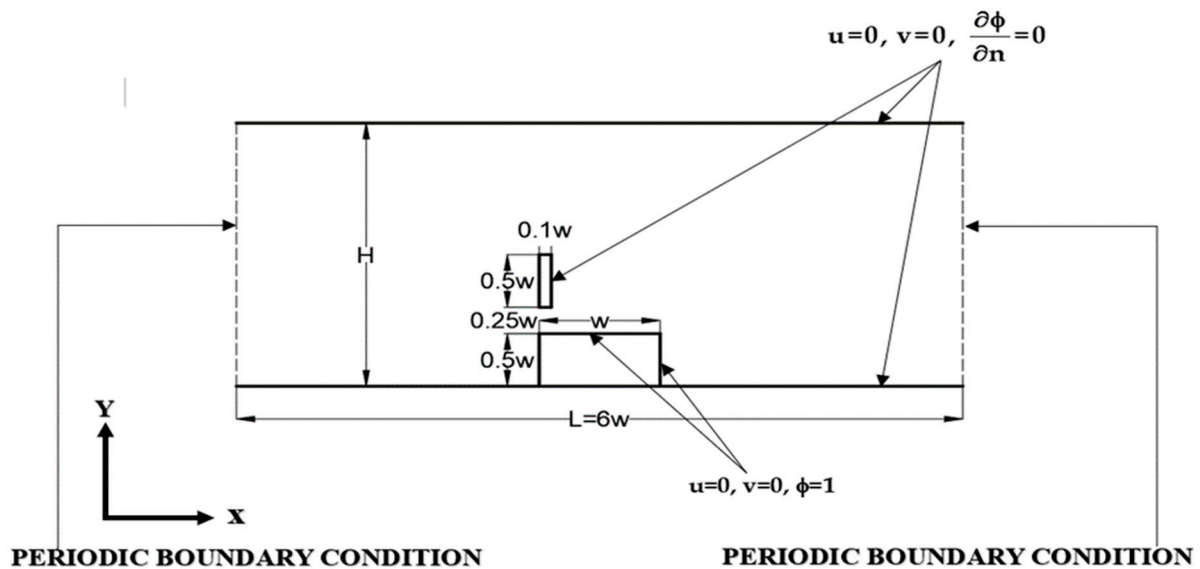 u=0, v=0, ∂ϕ/∂n=0
0.1w
H
0.5w
0.25w
w
0.5w
L=6w
Y
u=0, v=0, ϕ=1
X
PERIODIC BOUNDARY CONDITION
PERIODIC BOUNDARY CONDITION